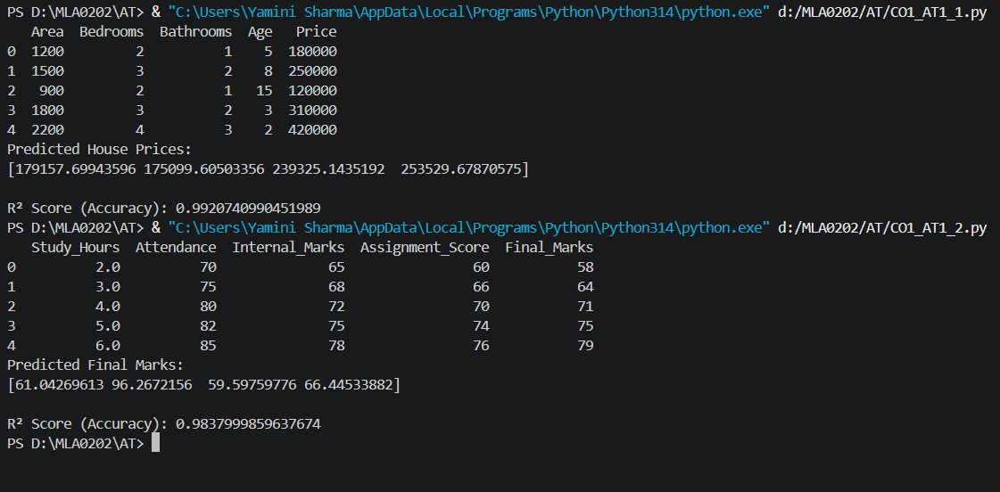 PS D:\MLA0202\AT> & "C:\Users\Yamini Sharma\AppData\Local\Programs\Python\Python314\python.exe" d:/MLA0202/AT/CO1_AT1_1.py
   Area  Bedrooms  Bathrooms  Age   Price
0  1200         2          1    5  180000
1  1500         3          2    8  250000
2   900         2          1   15  120000
3  1800         3          2    3  310000
4  2200         4          3    2  420000
Predicted House Prices:
[179157.69943596 175099.60503356 239325.1435192  253529.67870575]

R² Score (Accuracy): 0.9920740990451989
PS D:\MLA0202\AT> & "C:\Users\Yamini Sharma\AppData\Local\Programs\Python\Python314\python.exe" d:/MLA0202/AT/CO1_AT1_2.py
   Study_Hours  Attendance  Internal_Marks  Assignment_Score  Final_Marks
0          2.0          70              65                60           58
1          3.0          75              68                66           64
2          4.0          80              72                70           71
3          5.0          82              75                74           75
4          6.0          85              78                76           79
Predicted Final Marks:
[61.04269613 96.2672156  59.59759776 66.44533882]

R² Score (Accuracy): 0.9837999859637674
PS D:\MLA0202\AT>